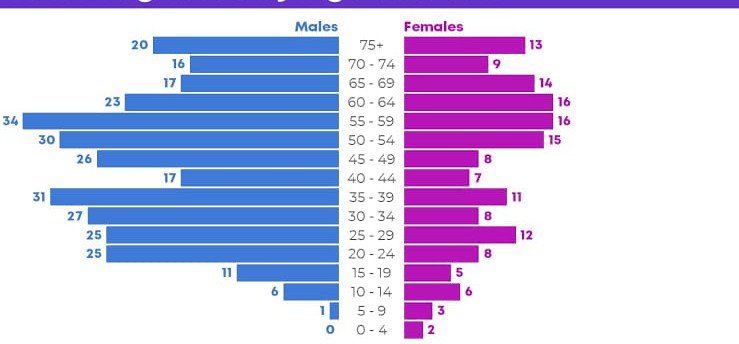 Males Females
20 75+ 13
16 70 - 74 9
17 65 - 69 14
23 60 - 64 16
34 55 - 59 16
30 50 - 54 15
26 45 - 49 8
17 40 - 44 7
31 35 - 39 11
27 30 - 34 8
25 25 - 29 12
25 20 - 24 8
11 15 - 19 5
6 10 - 14 6
1 5 - 9 3
0 0 - 4 2